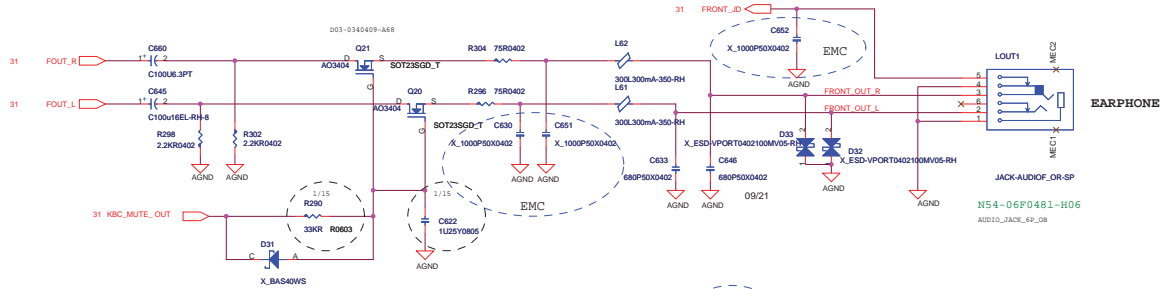 31 FRONT_JD
D03-0340409-A68
C652
X_1000P50X0402
EMC
AGND
C660
1+ 2
C100U6.3PT
Q21
D S
G
AO3404
SOT23SGD_T
R304 75R0402
L62
300L300mA-350-RH
LOUT1
MEC2
31 FOUT_R
31 FOUT_L
C645
1+ 2
C100u16EL-RH-8
Q20
D S
G
AO3404
SOT23SGD_T
R296 75R0402
L61
300L300mA-350-RH
FRONT_OUT_R
FRONT_OUT_L
5
4
3
6
2
1
EARPHONE
MEC1
R298
2.2KR0402
R302
2.2KR0402
AGND
AGND
C630
X_1000P50X0402
C651
X_1000P50X0402
AGND
AGND
EMC
X_ESD-VPORT0402100MV05-RH
D33
2
1
D32
2
1
X_ESD-VPORT0402100MV05-RH
C633
680P50X0402
C646
680P50X0402
AGND
AGND
AGND
AGND
09/21
JACK-AUDIOF_OR-SP
N54-06F0481-H06
AUDIO_JACK_6P_OB
31 KBC_MUTE_OUT
1/15
R290
33KR R0603
1/15
C622
1U25Y0805
AGND
D31
C A
X_BAS40WS